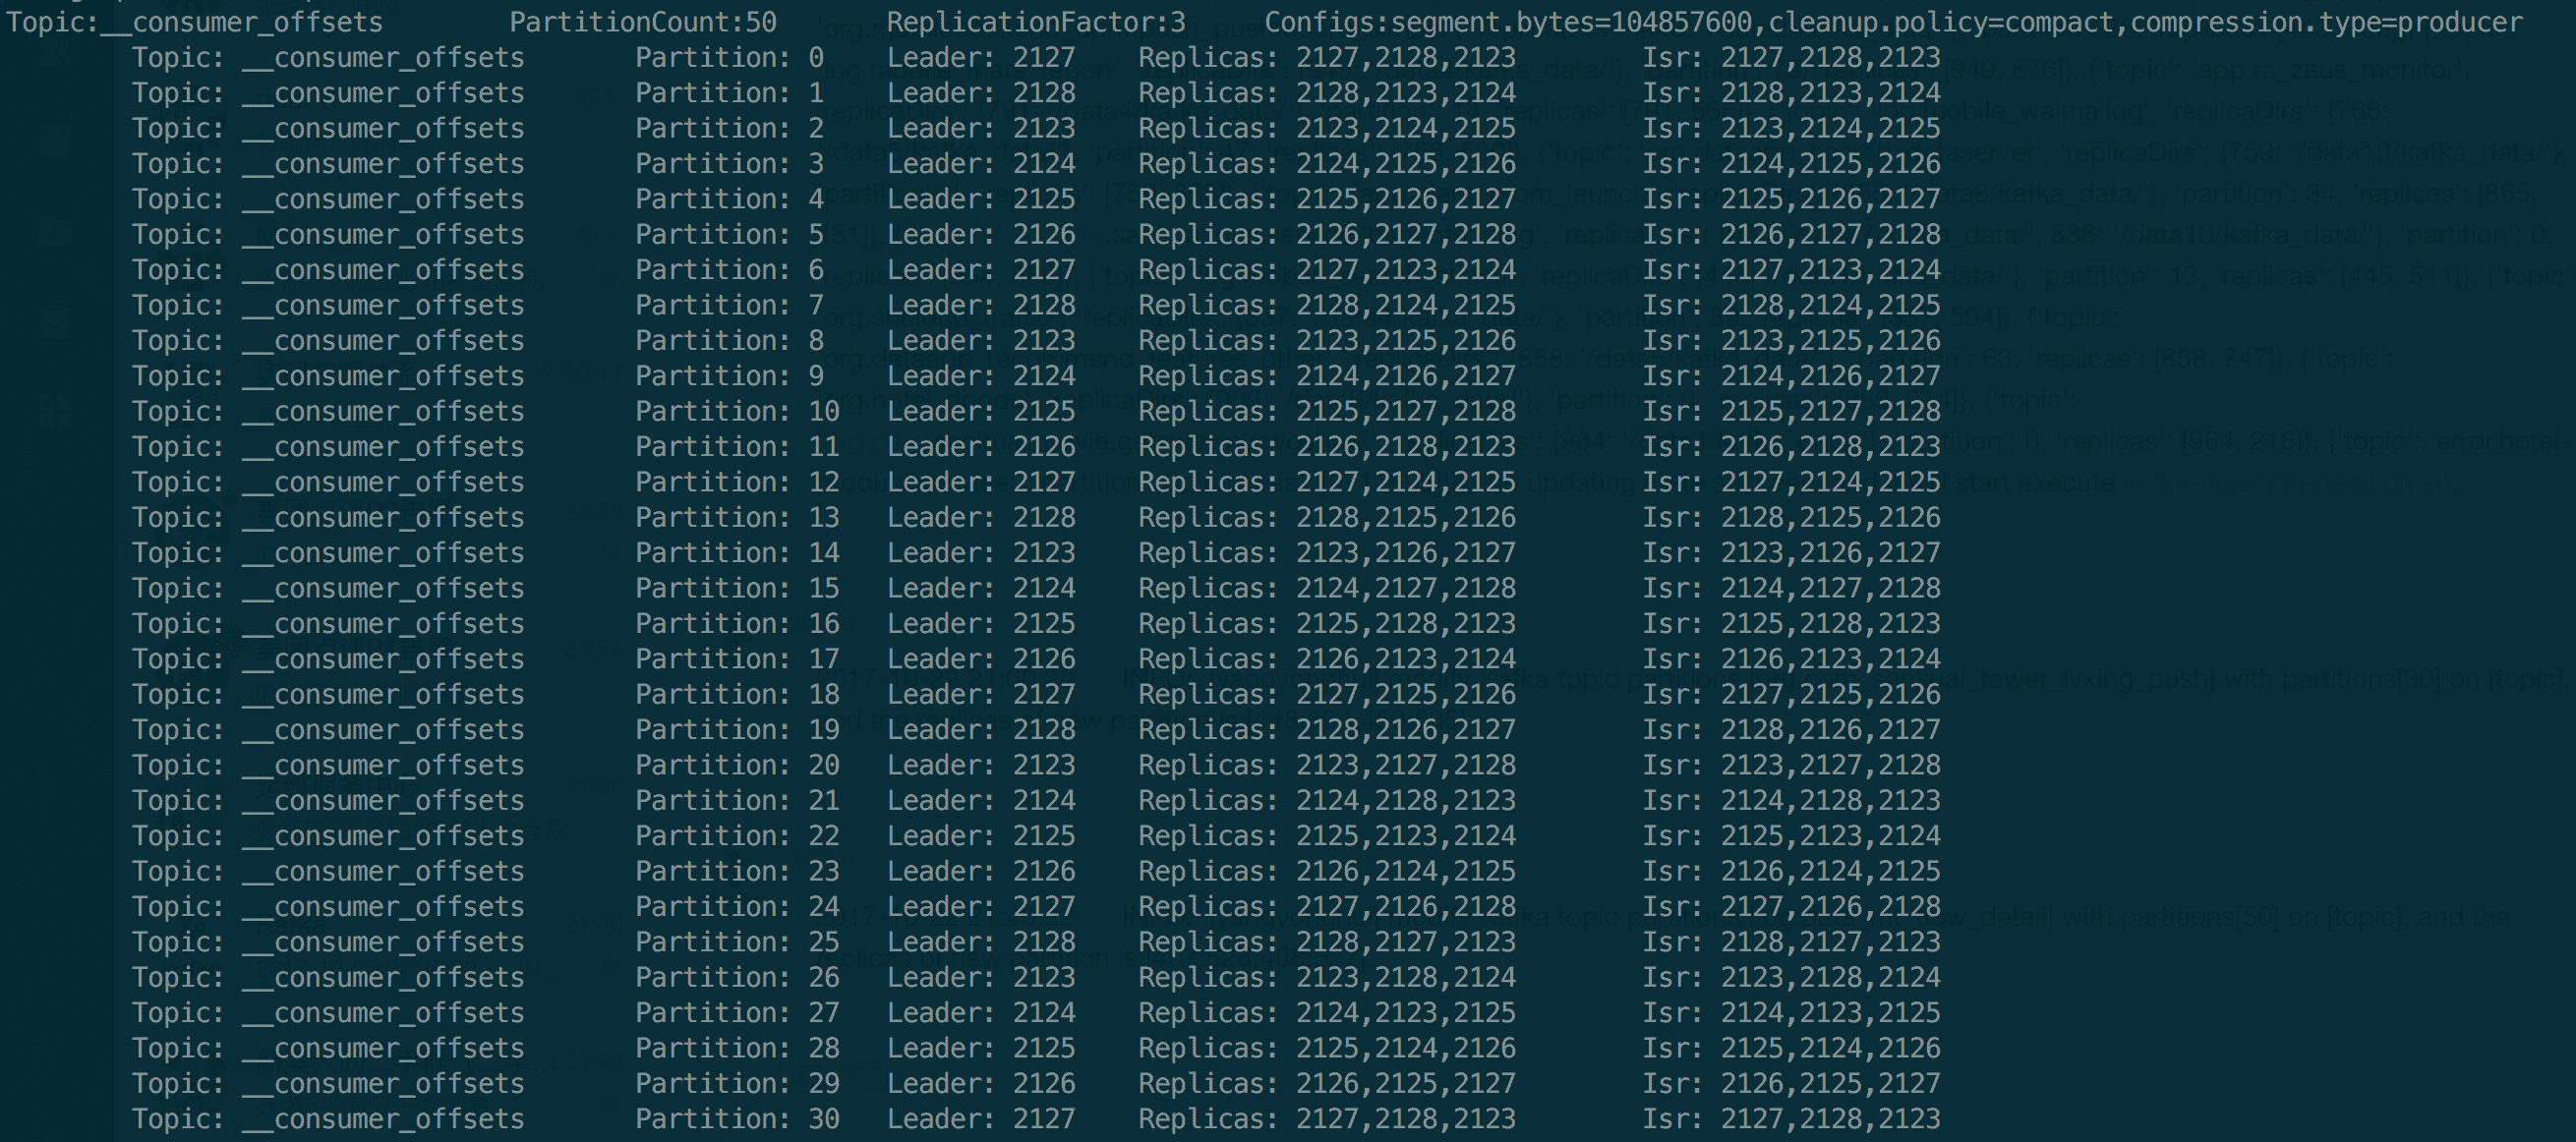 Topic:__consumer_offsets PartitionCount:50 ReplicationFactor:3 Configs:segment.bytes=104857600,cleanup.policy=compact,compression.type=producer
Topic: __consumer_offsets Partition: 0 Leader: 2127 Replicas: 2127,2128,2123 Isr: 2127,2128,2123
Topic: __consumer_offsets Partition: 1 Leader: 2128 Replicas: 2128,2123,2124 Isr: 2128,2123,2124
Topic: __consumer_offsets Partition: 2 Leader: 2123 Replicas: 2123,2124,2125 Isr: 2123,2124,2125
Topic: __consumer_offsets Partition: 3 Leader: 2124 Replicas: 2124,2125,2126 Isr: 2124,2125,2126
Topic: __consumer_offsets Partition: 4 Leader: 2125 Replicas: 2125,2126,2127 Isr: 2125,2126,2127
Topic: __consumer_offsets Partition: 5 Leader: 2126 Replicas: 2126,2127,2128 Isr: 2126,2127,2128
Topic: __consumer_offsets Partition: 6 Leader: 2127 Replicas: 2127,2123,2124 Isr: 2127,2123,2124
Topic: __consumer_offsets Partition: 7 Leader: 2128 Replicas: 2128,2124,2125 Isr: 2128,2124,2125
Topic: __consumer_offsets Partition: 8 Leader: 2123 Replicas: 2123,2125,2126 Isr: 2123,2125,2126
Topic: __consumer_offsets Partition: 9 Leader: 2124 Replicas: 2124,2126,2127 Isr: 2124,2126,2127
Topic: __consumer_offsets Partition: 10 Leader: 2125 Replicas: 2125,2127,2128 Isr: 2125,2127,2128
Topic: __consumer_offsets Partition: 11 Leader: 2126 Replicas: 2126,2128,2123 Isr: 2126,2128,2123
Topic: __consumer_offsets Partition: 12 Leader: 2127 Replicas: 2127,2124,2125 Isr: 2127,2124,2125
Topic: __consumer_offsets Partition: 13 Leader: 2128 Replicas: 2128,2125,2126 Isr: 2128,2125,2126
Topic: __consumer_offsets Partition: 14 Leader: 2123 Replicas: 2123,2126,2127 Isr: 2123,2126,2127
Topic: __consumer_offsets Partition: 15 Leader: 2124 Replicas: 2124,2127,2128 Isr: 2124,2127,2128
Topic: __consumer_offsets Partition: 16 Leader: 2125 Replicas: 2125,2128,2123 Isr: 2125,2128,2123
Topic: __consumer_offsets Partition: 17 Leader: 2126 Replicas: 2126,2123,2124 Isr: 2126,2123,2124
Topic: __consumer_offsets Partition: 18 Leader: 2127 Replicas: 2127,2125,2126 Isr: 2127,2125,2126
Topic: __consumer_offsets Partition: 19 Leader: 2128 Replicas: 2128,2126,2127 Isr: 2128,2126,2127
Topic: __consumer_offsets Partition: 20 Leader: 2123 Replicas: 2123,2127,2128 Isr: 2123,2127,2128
Topic: __consumer_offsets Partition: 21 Leader: 2124 Replicas: 2124,2128,2123 Isr: 2124,2128,2123
Topic: __consumer_offsets Partition: 22 Leader: 2125 Replicas: 2125,2123,2124 Isr: 2125,2123,2124
Topic: __consumer_offsets Partition: 23 Leader: 2126 Replicas: 2126,2124,2125 Isr: 2126,2124,2125
Topic: __consumer_offsets Partition: 24 Leader: 2127 Replicas: 2127,2126,2128 Isr: 2127,2126,2128
Topic: __consumer_offsets Partition: 25 Leader: 2128 Replicas: 2128,2127,2123 Isr: 2128,2127,2123
Topic: __consumer_offsets Partition: 26 Leader: 2123 Replicas: 2123,2128,2124 Isr: 2123,2128,2124
Topic: __consumer_offsets Partition: 27 Leader: 2124 Replicas: 2124,2123,2125 Isr: 2124,2123,2125
Topic: __consumer_offsets Partition: 28 Leader: 2125 Replicas: 2125,2124,2126 Isr: 2125,2124,2126
Topic: __consumer_offsets Partition: 29 Leader: 2126 Replicas: 2126,2125,2127 Isr: 2126,2125,2127
Topic: __consumer_offsets Partition: 30 Leader: 2127 Replicas: 2127,2128,2123 Isr: 2127,2128,2123